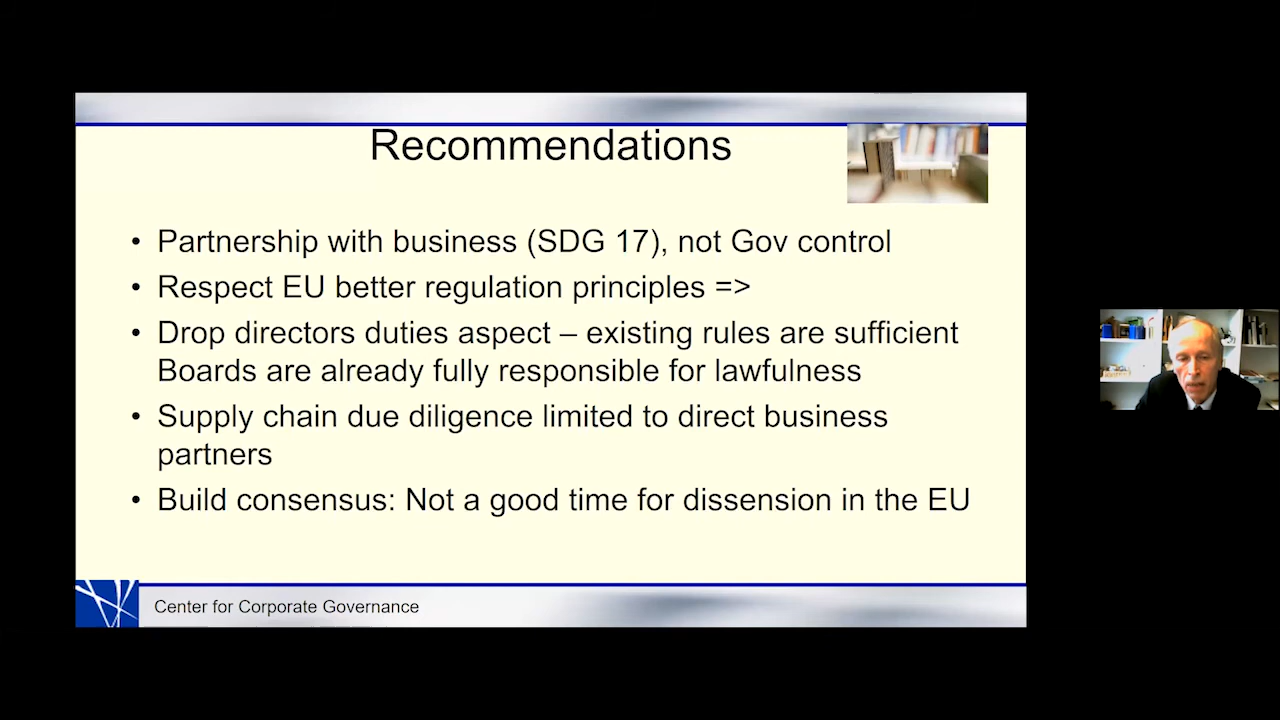 Recommendations
• Partnership with business (SDG 17), not Gov control
• Respect EU better regulation principles =>
• Drop directors duties aspect – existing rules are sufficient
Boards are already fully responsible for lawfulness
• Supply chain due diligence limited to direct business
partners
• Build consensus: Not a good time for dissension in the EU
Center for Corporate Governance